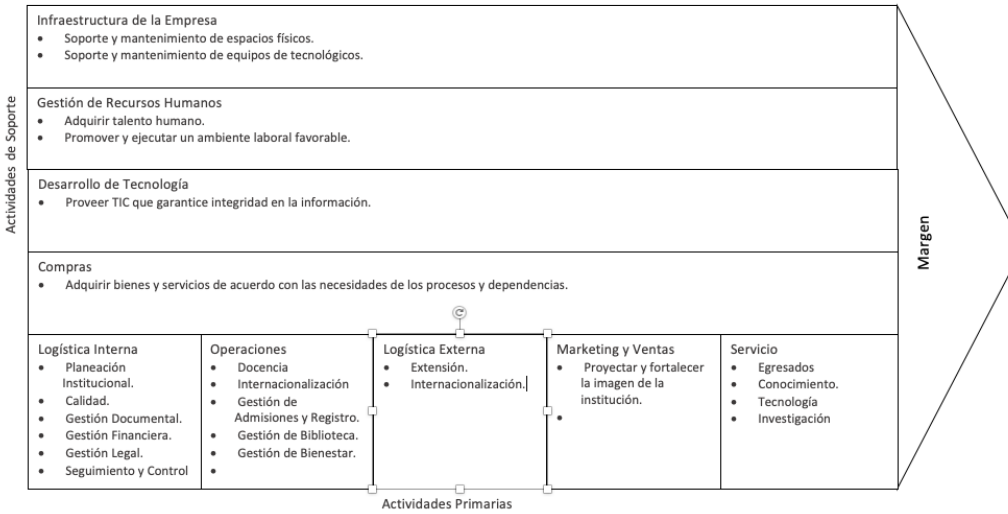 Infraestructura de la Empresa
• Soporte y mantenimiento de espacios físicos.
• Soporte y mantenimiento de equipos de tecnológicos.
Gestión de Recursos Humanos
• Adquirir talento humano.
• Promover y ejecutar un ambiente laboral favorable.
Actividades de Soporte
Desarrollo de Tecnología
• Proveer TIC que garantice integridad en la información.
Compras
• Adquirir bienes y servicios de acuerdo con las necesidades de los procesos y dependencias.
Margen
Logística Interna
• Planeación
Institucional.
• Calidad.
• Gestión Documental.
• Gestión Financiera.
• Gestión Legal.
• Seguimiento y Control
Operaciones
• Docencia
• Internacionalización
• Gestión de
Admisiones y Registro.
• Gestión de Biblioteca.
• Gestión de Bienestar.
•
Logística Externa
• Extensión.
• Internacionalización.
Marketing y Ventas
• Proyectar y fortalecer
la imagen de la
institución.
•
Servicio
• Egresados
• Conocimiento.
• Tecnología
• Investigación
Actividades Primarias